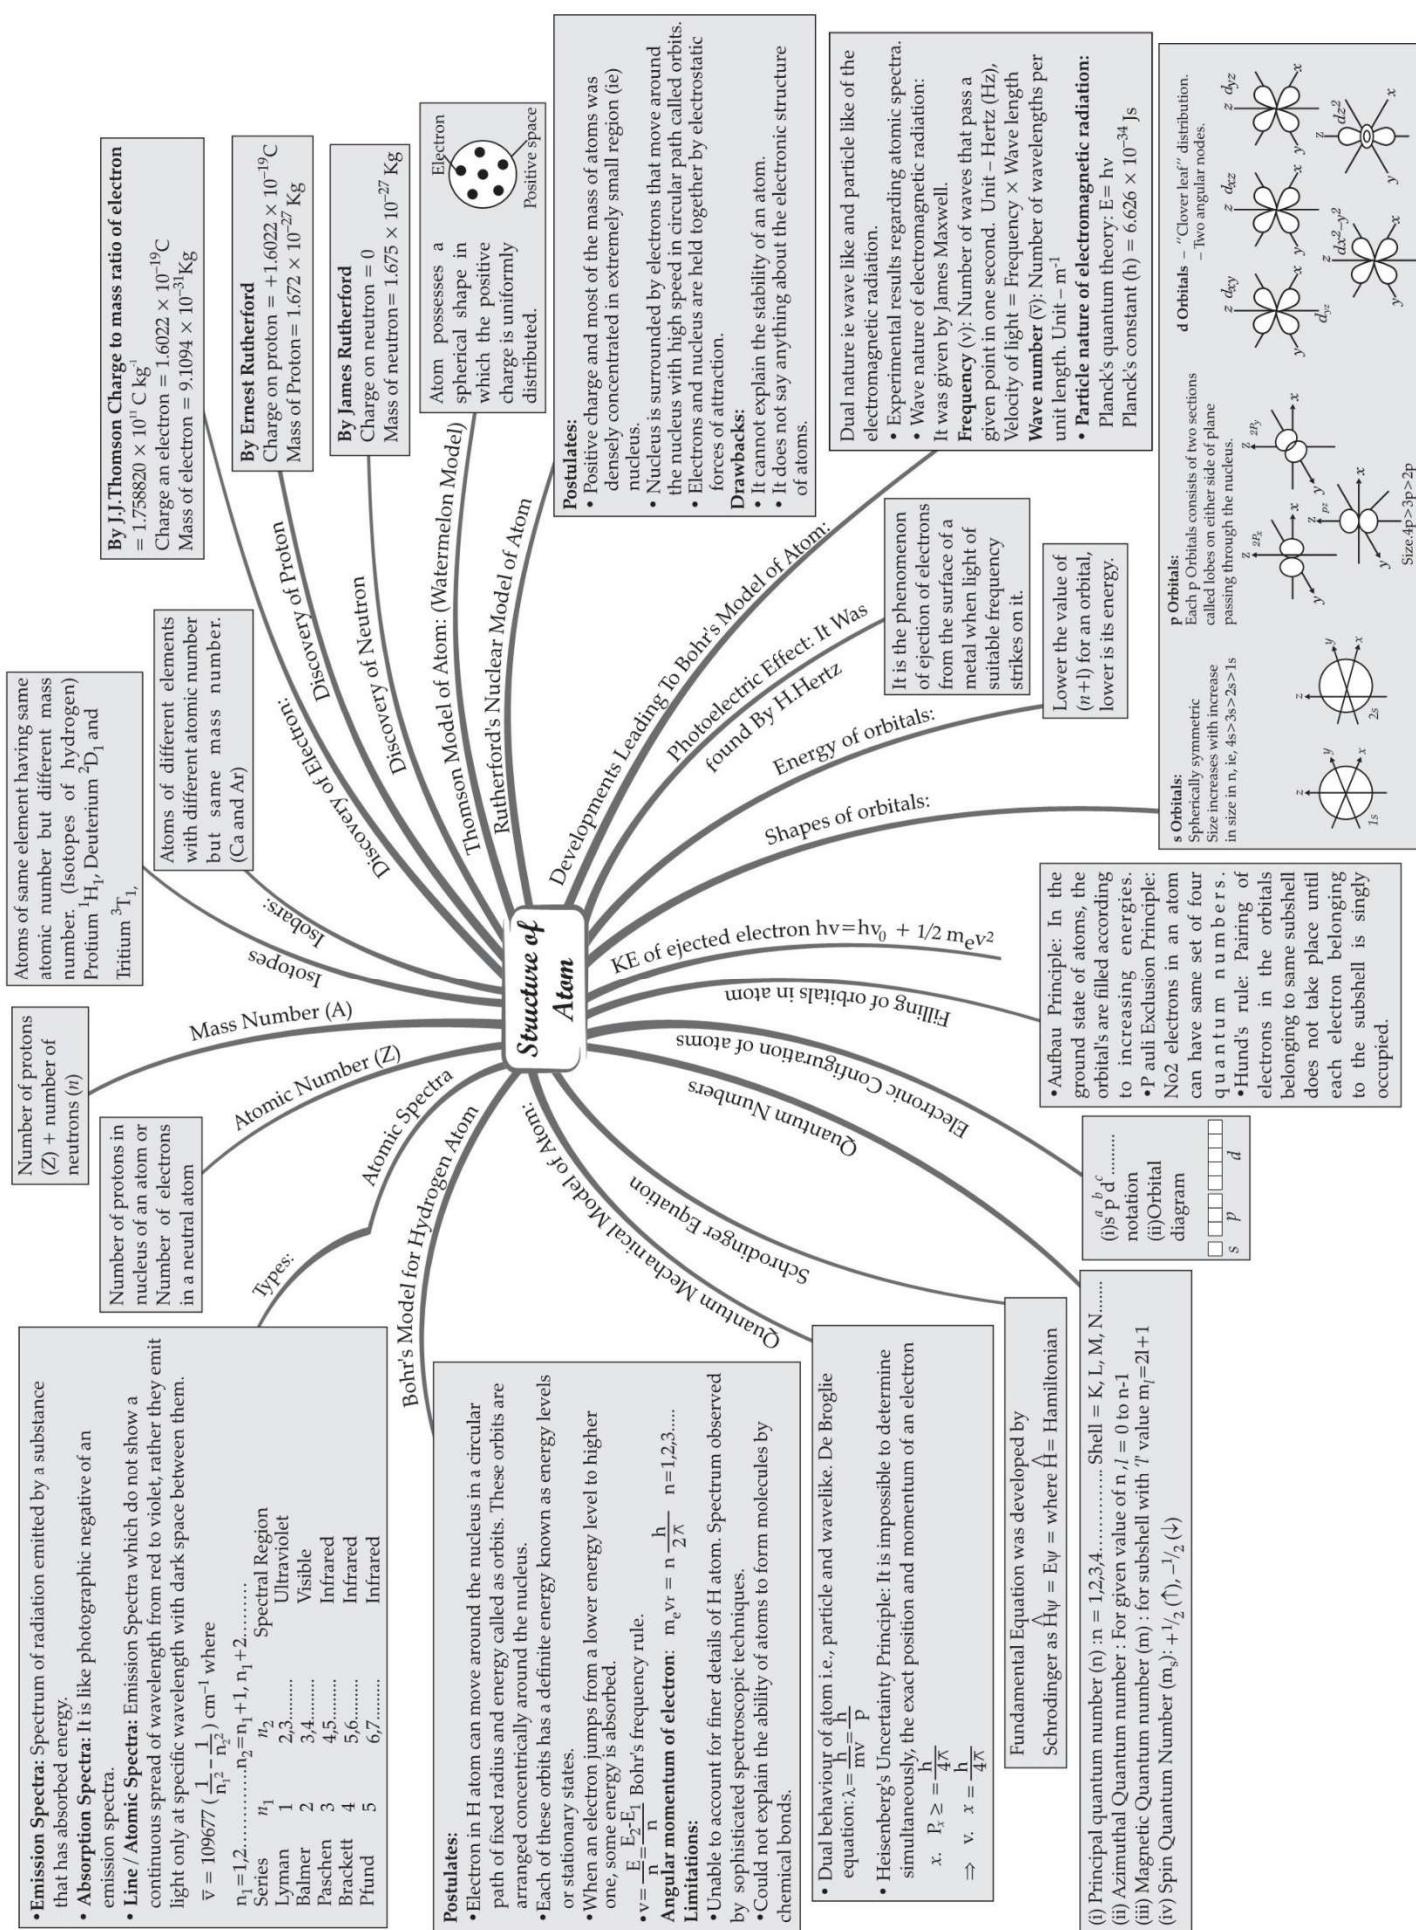 Structure of
Atom
Discovery of Electron:
By J.J.Thomson Charge to mass ratio of electron
= 1.758820 × 10¹¹ C kg⁻¹
Charge an electron = 1.6022 × 10⁻¹⁹C
Mass of electron = 9.1094 × 10⁻³¹Kg
Discovery of Proton
By Ernest Rutherford
Charge on proton = +1.6022 × 10⁻¹⁹C
Mass of Proton = 1.672 × 10⁻²⁷ Kg
Discovery of Neutron
By James Rutherford
Charge on neutron = 0
Mass of neutron = 1.675 × 10⁻²⁷ Kg
Thomson Model of Atom: (Watermelon Model)
Atom possesses a
spherical shape in
which the positive
charge is uniformly
distributed.
Electron
Positive space
Rutherford's Nuclear Model of Atom
Postulates:
• Positive charge and most of the mass of atoms was
densely concentrated in extremely small region (ie)
nucleus.
• Nucleus is surrounded by electrons that move around
the nucleus with high speed in circular path called orbits.
• Electrons and nucleus are held together by electrostatic
forces of attraction.
Drawbacks:
• It cannot explain the stability of an atom.
• It does not say anything about the electronic structure
of atoms.
Developments Leading To Bohr's Model of Atom:
Dual nature ie wave like and particle like of the
electromagnetic radiation.
• Experimental results regarding atomic spectra.
• Wave nature of electromagnetic radiation:
It was given by James Maxwell.
Frequency (ν): Number of waves that pass a
given point in one second. Unit – Hertz (Hz),
Velocity of light = Frequency × Wave length
Wave number (ν̅): Number of wavelengths per
unit length. Unit – m⁻¹
• Particle nature of electromagnetic radiation:
Planck's quantum theory: E= hν
Planck's constant (h) = 6.626 × 10⁻³⁴ Js
Photoelectric Effect: It Was
found By H.Hertz
It is the phenomenon
of ejection of electrons
from the surface of a
metal when light of
suitable frequency
strikes on it.
Energy of orbitals:
Lower the value of
(n+l) for an orbital,
lower is its energy.
Shapes of orbitals:
s Orbitals:
Spherically symmetric
Size increases with increase
in size in n, ie, 4s>3s>2s>1s
z
y
x
1s
z
y
x
2s
p Orbitals:
Each p Orbitals consists of two sections
called lobes on either side of plane
passing through the nucleus.
z 2Pₓ
x
y
z 2Pᵧ
x
y
z pz
x
y
Size.4p>3p>2p
d Orbitals – "Clover leaf" distribution.
– Two angular nodes.
z dxy
x
y
z dxz
x
y
z dyz
x
y
dyz
dx²−y²
z
x
y
z dz²
x
y
KE of ejected electron hν=hν₀ + 1/2 mₑv²
Filling of orbitals in atom
• Aufbau Principle: In the
ground state of atoms, the
orbital's are filled according
to increasing energies.
• P auli Exclusion Principle:
No2 electrons in an atom
can have same set of four
quantum numbers.
• Hund's rule: Pairing of
electrons in the orbitals
belonging to same subshell
does not take place until
each electron belonging
to the subshell is singly
occupied.
Electronic Configuration of atoms
(i)sᵃpᵇdᶜ..........
notation
(ii)Orbital
diagram
s p d
Quantum Numbers
(i) Principal quantum number (n) :n = 1,2,3,4............. Shell = K, L, M, N.......
(ii) Azimuthal Quantum number : For given value of n ,l = 0 to n-1
(iii) Magnetic Quantum number (m) : for subshell with 'l' value mₗ=2l+1
(iv) Spin Quantum Number (mₛ): +¹/₂ (↑), −¹/₂ (↓)
Schrodinger Equation
Fundamental Equation was developed by
Schrodinger as Ĥψ = Eψ = where Ĥ= Hamiltonian
Quantum Mechanical Model of Atom:
• Dual behaviour of atom i.e., particle and wavelike. De Broglie
equation: λ = h/mv = h/p
• Heisenberg's Uncertainty Principle: It is impossible to determine
simultaneously, the exact position and momentum of an electron
x. Pₓ ≥ = h/4π
⇒ v. x = h/4π
Bohr's Model for Hydrogen Atom
Postulates:
• Electron in H atom can move around the nucleus in a circular
path of fixed radius and energy called as orbits. These orbits are
arranged concentrically around the nucleus.
• Each of these orbits has a definite energy known as energy levels
or stationary states.
• When an electron jumps from a lower energy level to higher
one, some energy is absorbed.
• ν = E/n = E₂-E₁/n Bohr's frequency rule.
Angular momentum of electron: mₑvr = n h/2π n=1,2,3.....
Limitations:
• Unable to account for finer details of H atom. Spectrum observed
by sophisticated spectroscopic techniques.
• Could not explain the ability of atoms to form molecules by
chemical bonds.
Atomic Spectra
Types:
• Emission Spectra: Spectrum of radiation emitted by a substance
that has absorbed energy.
• Absorption Spectra: It is like photographic negative of an
emission spectra.
• Line / Atomic Spectra: Emission Spectra which do not show a
continuous spread of wavelength from red to violet, rather they emit
light only at specific wavelength with dark space between them.
ν̅ = 109677 (1/n₁² − 1/n₂²) cm⁻¹ where
n₁=1,2............n₂=n₁+1, n₁+2.........
Series n₁ n₂ Spectral Region
Lyman 1 2,3......... Ultraviolet
Balmer 2 3,4......... Visible
Paschen 3 4,5......... Infrared
Brackett 4 5,6......... Infrared
Pfund 5 6,7......... Infrared
Atomic Number (Z)
Number of protons in
nucleus of an atom or
Number of electrons
in a neutral atom
Mass Number (A)
Number of protons
(Z) + number of
neutrons (n)
Isotopes
Atoms of same element having same
atomic number but different mass
number. (Isotopes of hydrogen)
Protium ¹H₁, Deuterium ²D₁ and
Tritium ³T₁,
Isobars:
Atoms of different elements
with different atomic number
but same mass number.
(Ca and Ar)